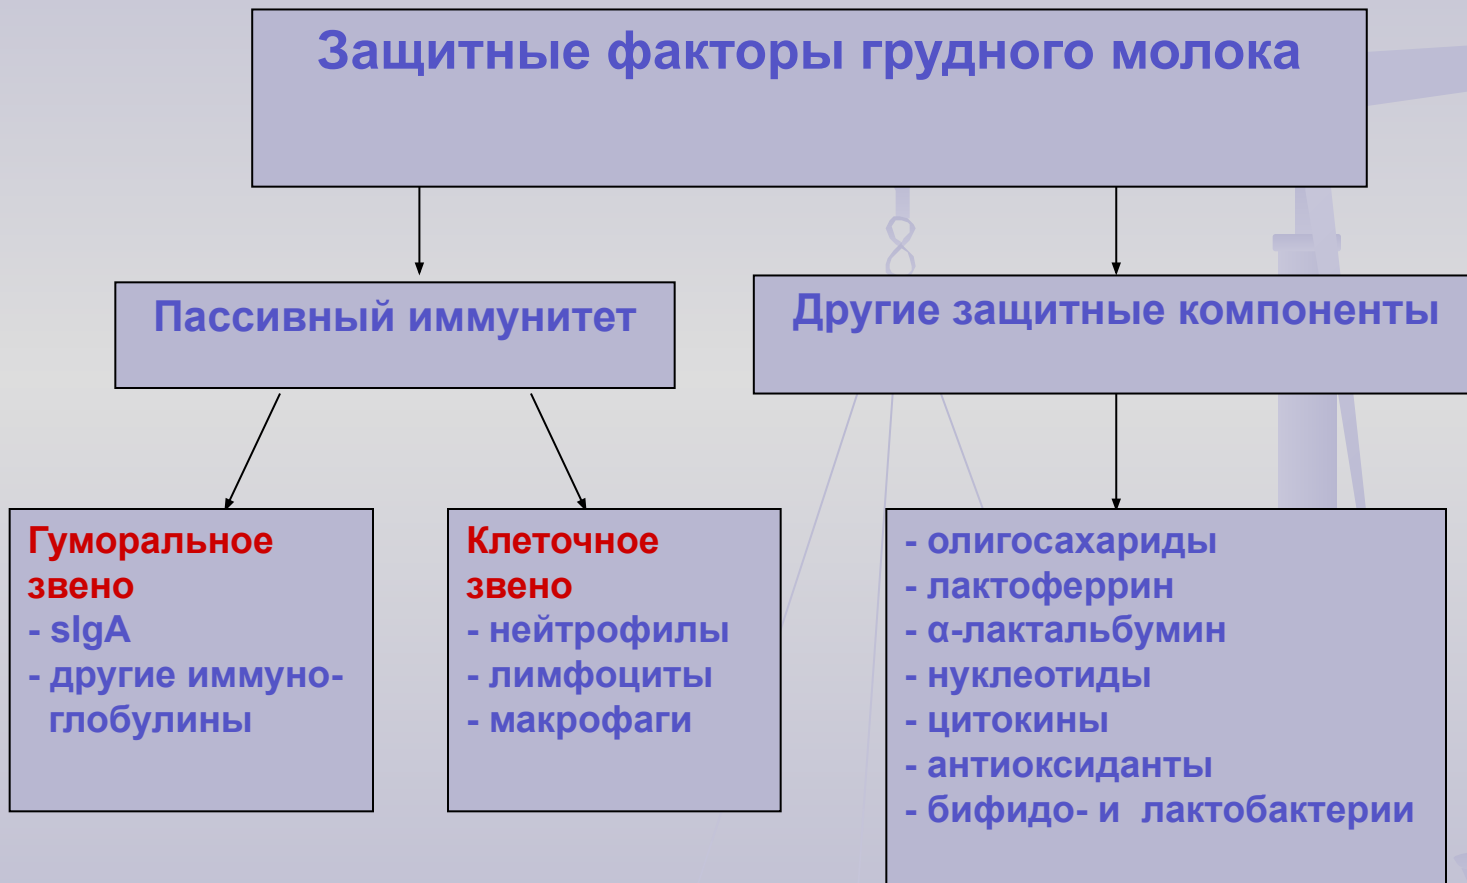 Защитные факторы грудного молока
Пассивный иммунитет
Другие защитные компоненты
Гуморальное
звено
- sIgA
- другие иммуно-
глобулины
Клеточное
звено
- нейтрофилы
- лимфоциты
- макрофаги
- олигосахариды
- лактоферрин
- α-лактальбумин
- нуклеотиды
- цитокины
- антиоксиданты
- бифидо- и лактобактерии